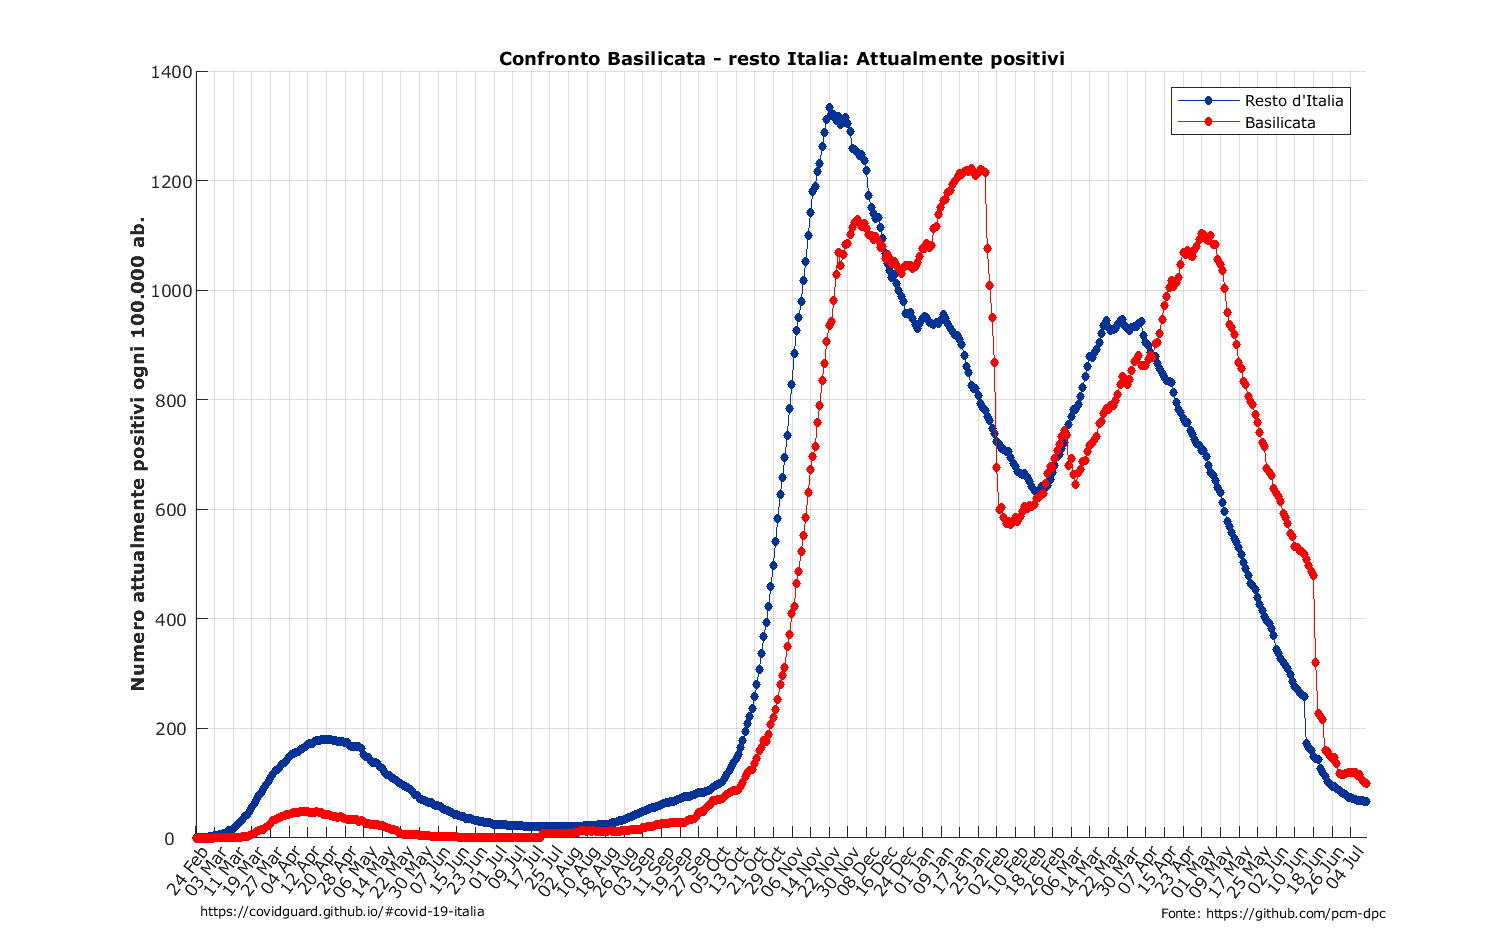 Confronto Basilicata - resto Italia: Attualmente positivi
Numero attualmente positivi ogni 100.000 ab.
1400
1200
1000
800
600
400
200
0
Resto d'Italia
Basilicata
24 Feb
03 Mar
11 Mar
19 Mar
27 Mar
04 Apr
12 Apr
20 Apr
28 Apr
06 May
14 May
22 May
30 May
07 Jun
15 Jun
23 Jun
01 Jul
09 Jul
17 Jul
25 Jul
02 Aug
10 Aug
18 Aug
26 Aug
03 Sep
11 Sep
19 Sep
27 Sep
05 Oct
13 Oct
21 Oct
29 Oct
06 Nov
14 Nov
22 Nov
30 Nov
08 Dec
16 Dec
24 Dec
01 Jan
09 Jan
17 Jan
25 Jan
02 Feb
10 Feb
18 Feb
26 Feb
06 Mar
14 Mar
22 Mar
30 Mar
07 Apr
15 Apr
23 Apr
01 May
09 May
17 May
25 May
02 Jun
10 Jun
18 Jun
26 Jun
04 Jul
https://covidguard.github.io/#covid-19-italia
Fonte: https://github.com/pcm-dpc